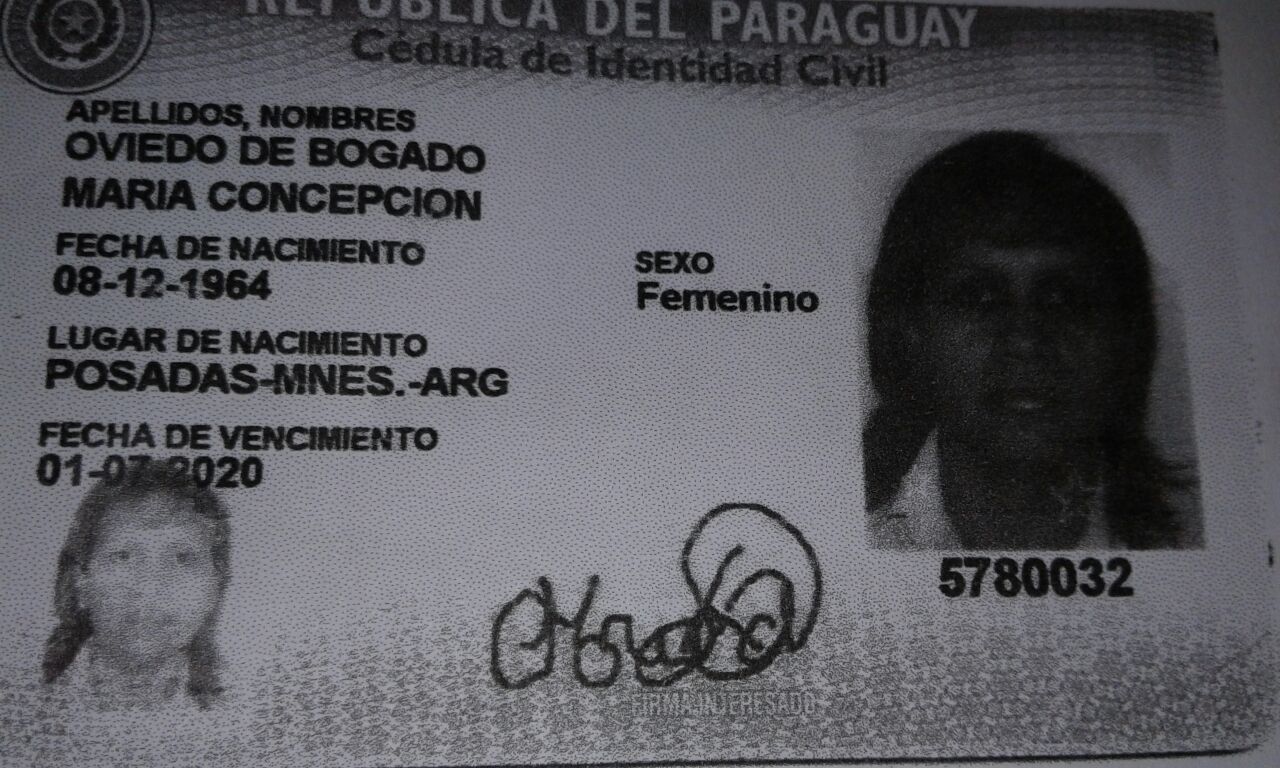 REPÚBLICA DEL PARAGUAY
Cédula de Identidad Civil
APELLIDOS, NOMBRES
OVIEDO DE BOGADO
MARIA CONCEPCION
FECHA DE NACIMIENTO
08-12-1964
SEXO
Femenino
LUGAR DE NACIMIENTO
POSADAS-MNES.-ARG
FECHA DE VENCIMIENTO
01-07-2020
5780032
FIRMA INTERESADO